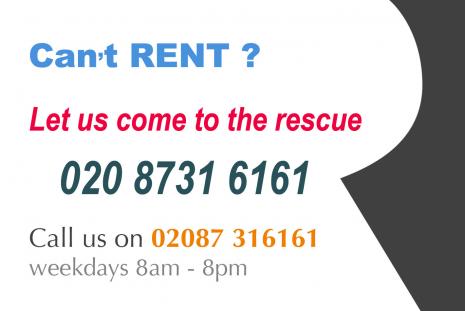 Can't RENT ?
Let us come to the rescue
020 8731 6161
Call us on 02087 316161
weekdays 8am - 8pm